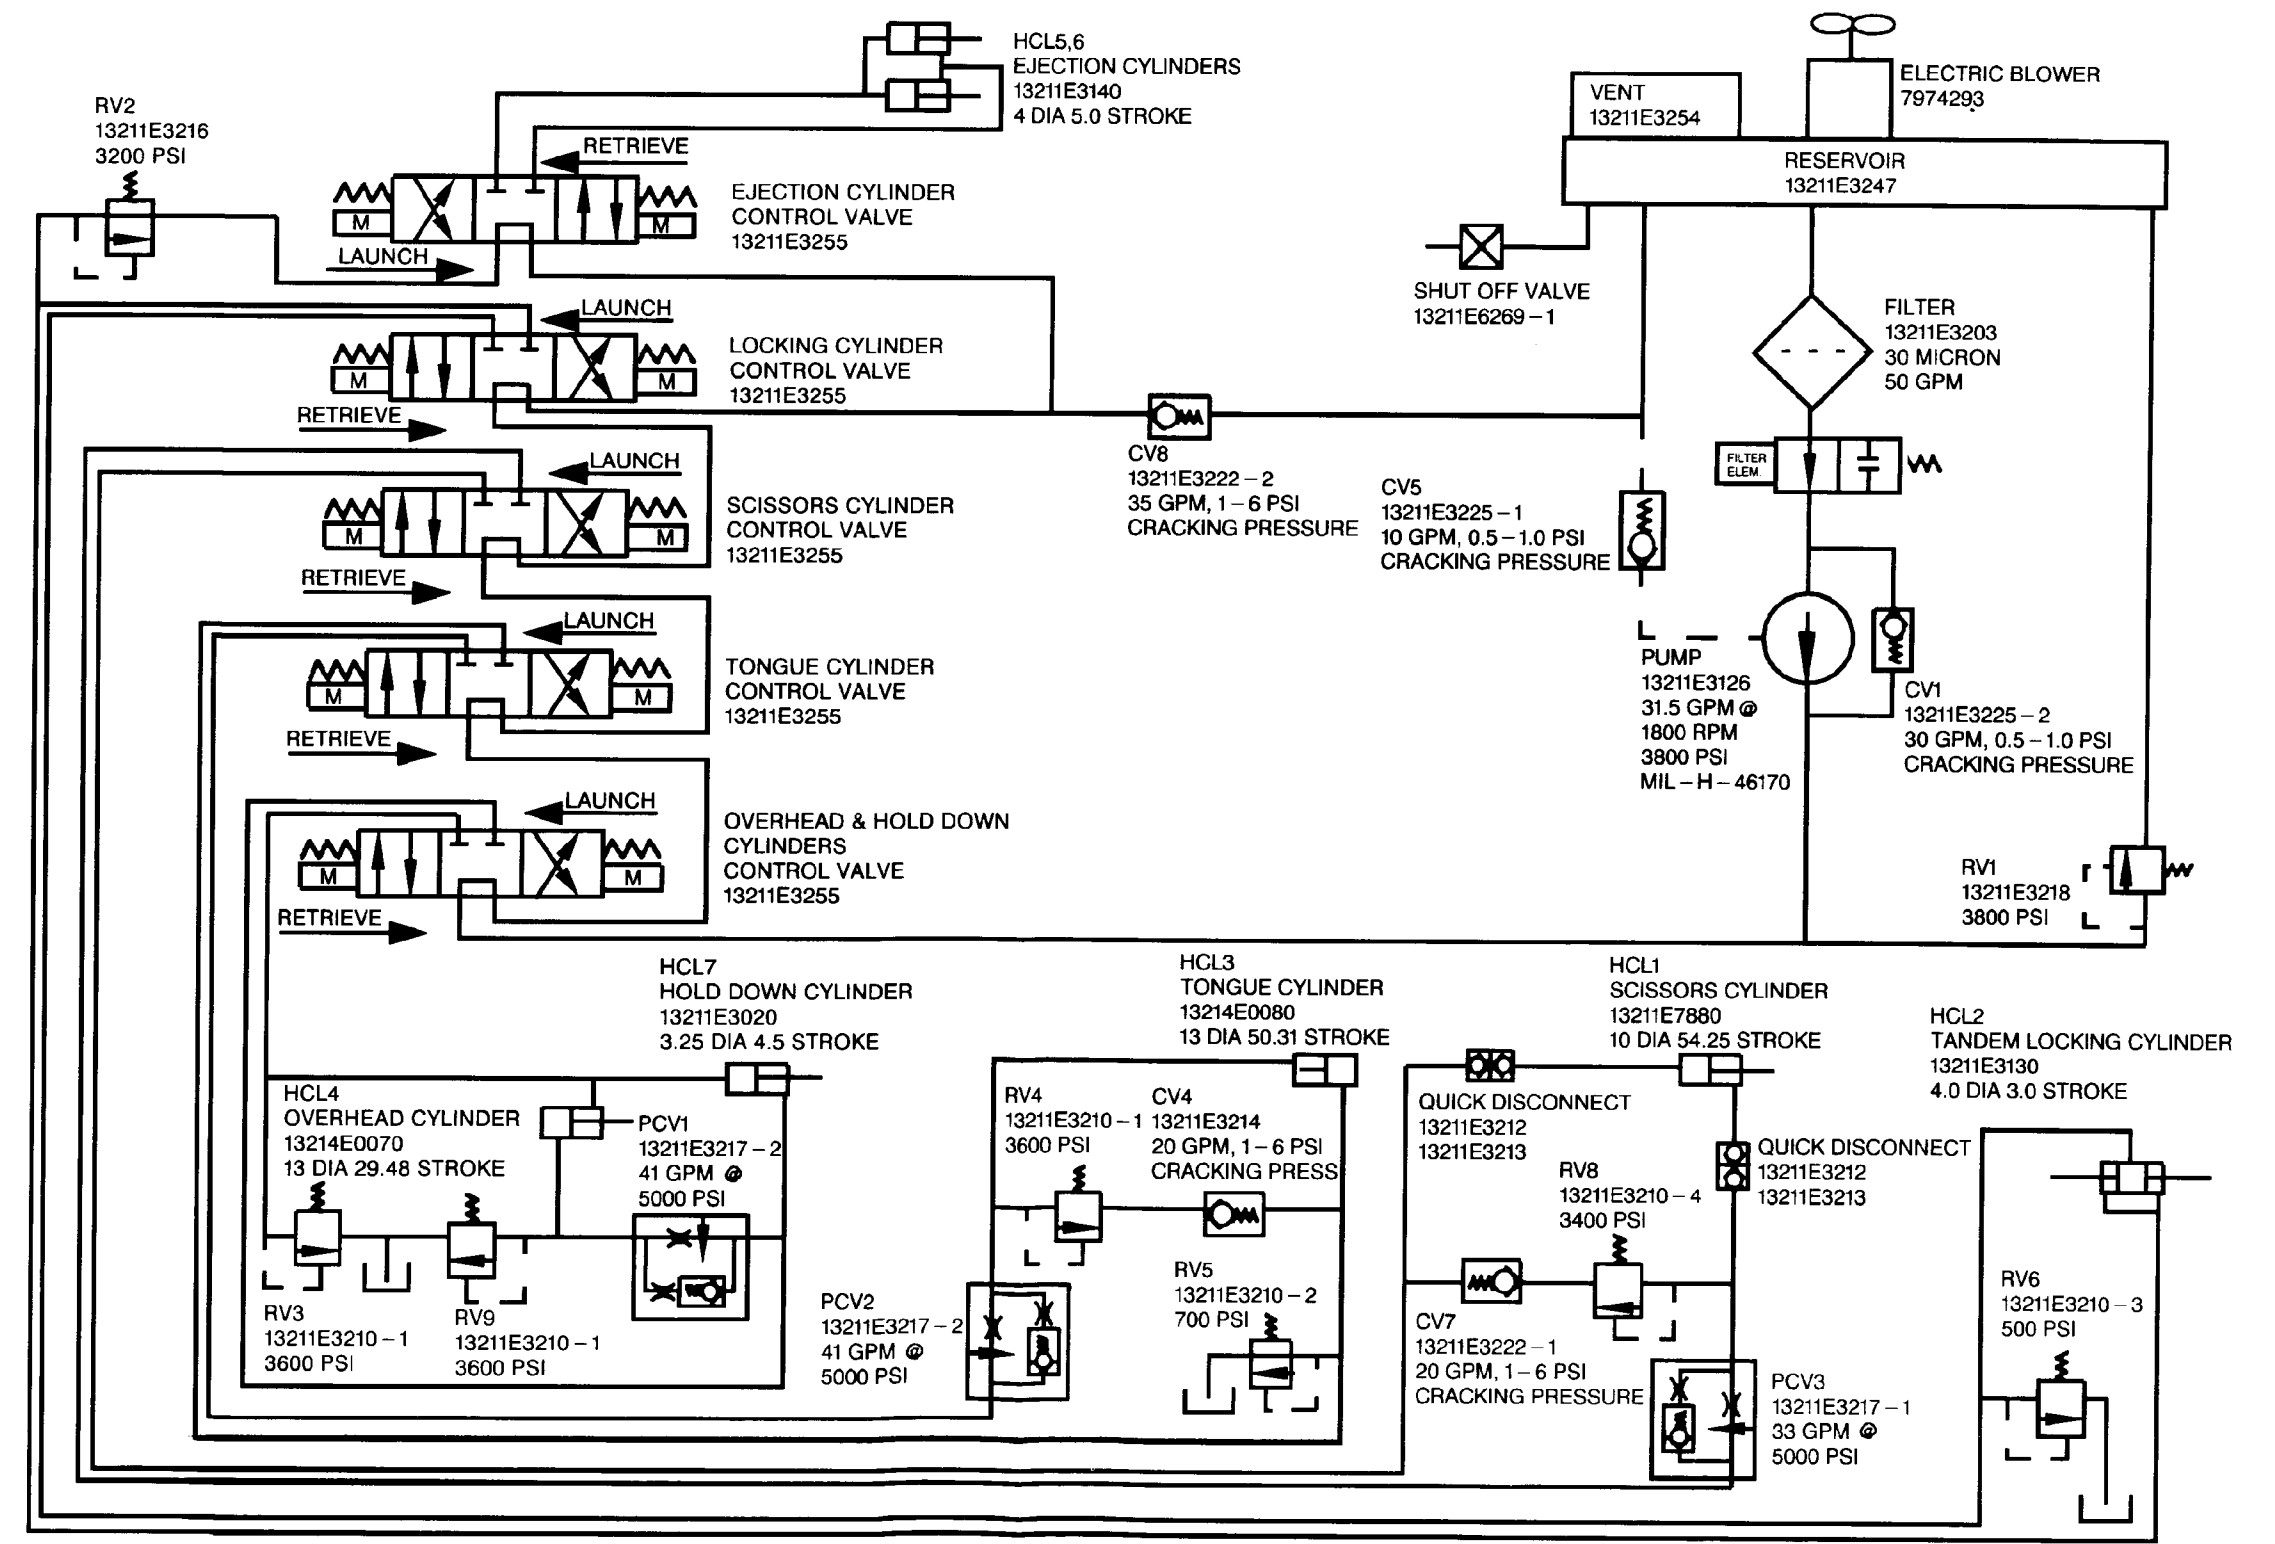 RV2
13211E3216
3200 PSI
HCL5,6
EJECTION CYLINDERS
13211E3140
4 DIA 5.0 STROKE
RETRIEVE
M
M
LAUNCH
EJECTION CYLINDER
CONTROL VALVE
13211E3255
LAUNCH
M
M
RETRIEVE
LOCKING CYLINDER
CONTROL VALVE
13211E3255
LAUNCH
M
M
RETRIEVE
SCISSORS CYLINDER
CONTROL VALVE
13211E3255
LAUNCH
M
M
RETRIEVE
TONGUE CYLINDER
CONTROL VALVE
13211E3255
LAUNCH
M
M
RETRIEVE
OVERHEAD & HOLD DOWN
CYLINDERS
CONTROL VALVE
13211E3255
VENT
13211E3254
ELECTRIC BLOWER
7974293
RESERVOIR
13211E3247
SHUT OFF VALVE
13211E6269-1
FILTER
13211E3203
30 MICRON
50 GPM
FILTER
ELEM.
CV8
13211E3222-2
35 GPM, 1-6 PSI
CRACKING PRESSURE
CV5
13211E3225-1
10 GPM, 0.5-1.0 PSI
CRACKING PRESSURE
PUMP
13211E3126
31.5 GPM @
1800 RPM
3800 PSI
MIL-H-46170
CV1
13211E3225-2
30 GPM, 0.5-1.0 PSI
CRACKING PRESSURE
RV1
13211E3218
3800 PSI
HCL7
HOLD DOWN CYLINDER
13211E3020
3.25 DIA 4.5 STROKE
HCL4
OVERHEAD CYLINDER
13214E0070
13 DIA 29.48 STROKE
PCV1
13211E3217-2
41 GPM @
5000 PSI
RV3
13211E3210-1
3600 PSI
RV9
13211E3210-1
3600 PSI
HCL3
TONGUE CYLINDER
13214E0080
13 DIA 50.31 STROKE
RV4
13211E3210-1
3600 PSI
CV4
13211E3214
20 GPM, 1-6 PSI
CRACKING PRESS
PCV2
13211E3217-2
41 GPM @
5000 PSI
RV5
13211E3210-2
700 PSI
HCL1
SCISSORS CYLINDER
13211E7880
10 DIA 54.25 STROKE
QUICK DISCONNECT
13211E3212
13211E3213
QUICK DISCONNECT
13211E3212
13211E3213
RV8
13211E3210-4
3400 PSI
CV7
13211E3222-1
20 GPM, 1-6 PSI
CRACKING PRESSURE
PCV3
13211E3217-1
33 GPM @
5000 PSI
HCL2
TANDEM LOCKING CYLINDER
13211E3130
4.0 DIA 3.0 STROKE
RV6
13211E3210-3
500 PSI